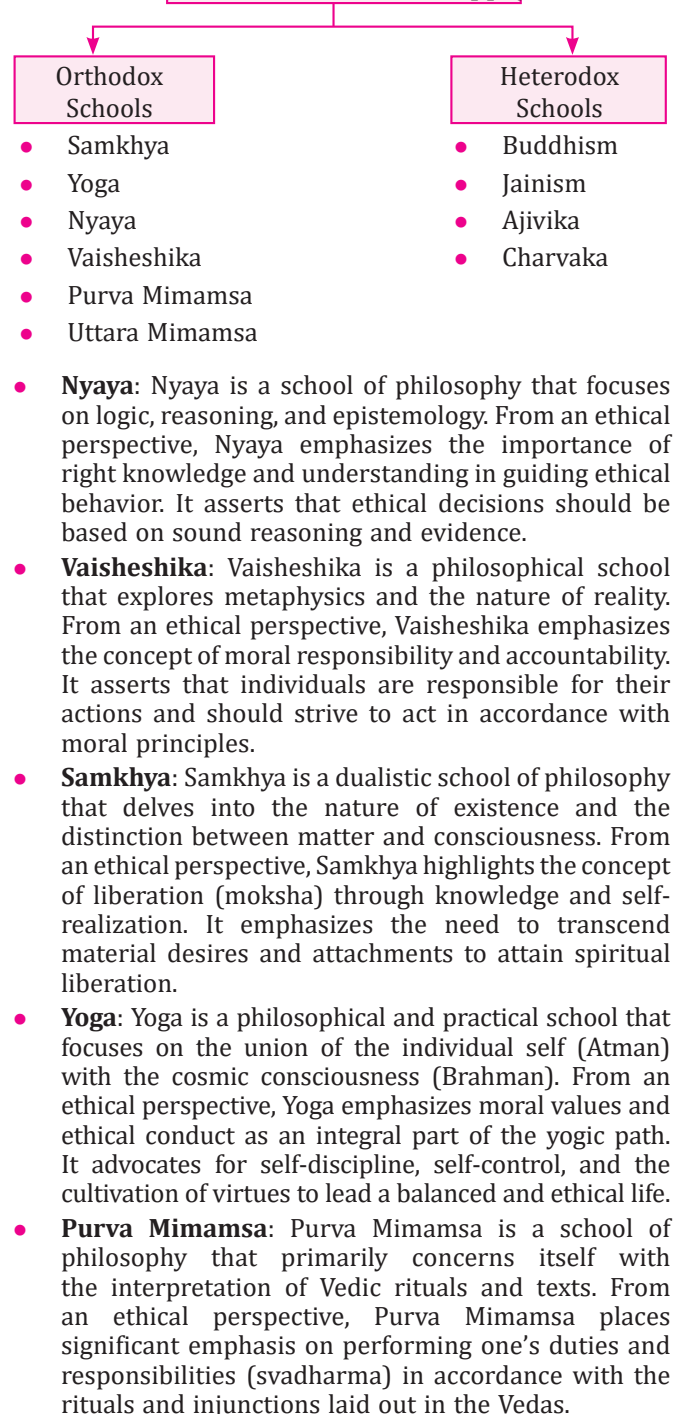 Orthodox
Schools
Heterodox
Schools
● Samkhya
● Yoga
● Nyaya
● Vaisheshika
● Purva Mimamsa
● Uttara Mimamsa
● Buddhism
● Jainism
● Ajivika
● Charvaka
● Nyaya: Nyaya is a school of philosophy that focuses
on logic, reasoning, and epistemology. From an ethical
perspective, Nyaya emphasizes the importance of
right knowledge and understanding in guiding ethical
behavior. It asserts that ethical decisions should be
based on sound reasoning and evidence.
● Vaisheshika: Vaisheshika is a philosophical school
that explores metaphysics and the nature of reality.
From an ethical perspective, Vaisheshika emphasizes
the concept of moral responsibility and accountability.
It asserts that individuals are responsible for their
actions and should strive to act in accordance with
moral principles.
● Samkhya: Samkhya is a dualistic school of philosophy
that delves into the nature of existence and the
distinction between matter and consciousness. From
an ethical perspective, Samkhya highlights the concept
of liberation (moksha) through knowledge and self-
realization. It emphasizes the need to transcend
material desires and attachments to attain spiritual
liberation.
● Yoga: Yoga is a philosophical and practical school that
focuses on the union of the individual self (Atman)
with the cosmic consciousness (Brahman). From an
ethical perspective, Yoga emphasizes moral values and
ethical conduct as an integral part of the yogic path.
It advocates for self-discipline, self-control, and the
cultivation of virtues to lead a balanced and ethical life.
● Purva Mimamsa: Purva Mimamsa is a school of
philosophy that primarily concerns itself with
the interpretation of Vedic rituals and texts. From
an ethical perspective, Purva Mimamsa places
significant emphasis on performing one's duties and
responsibilities (svadharma) in accordance with the
rituals and injunctions laid out in the Vedas.